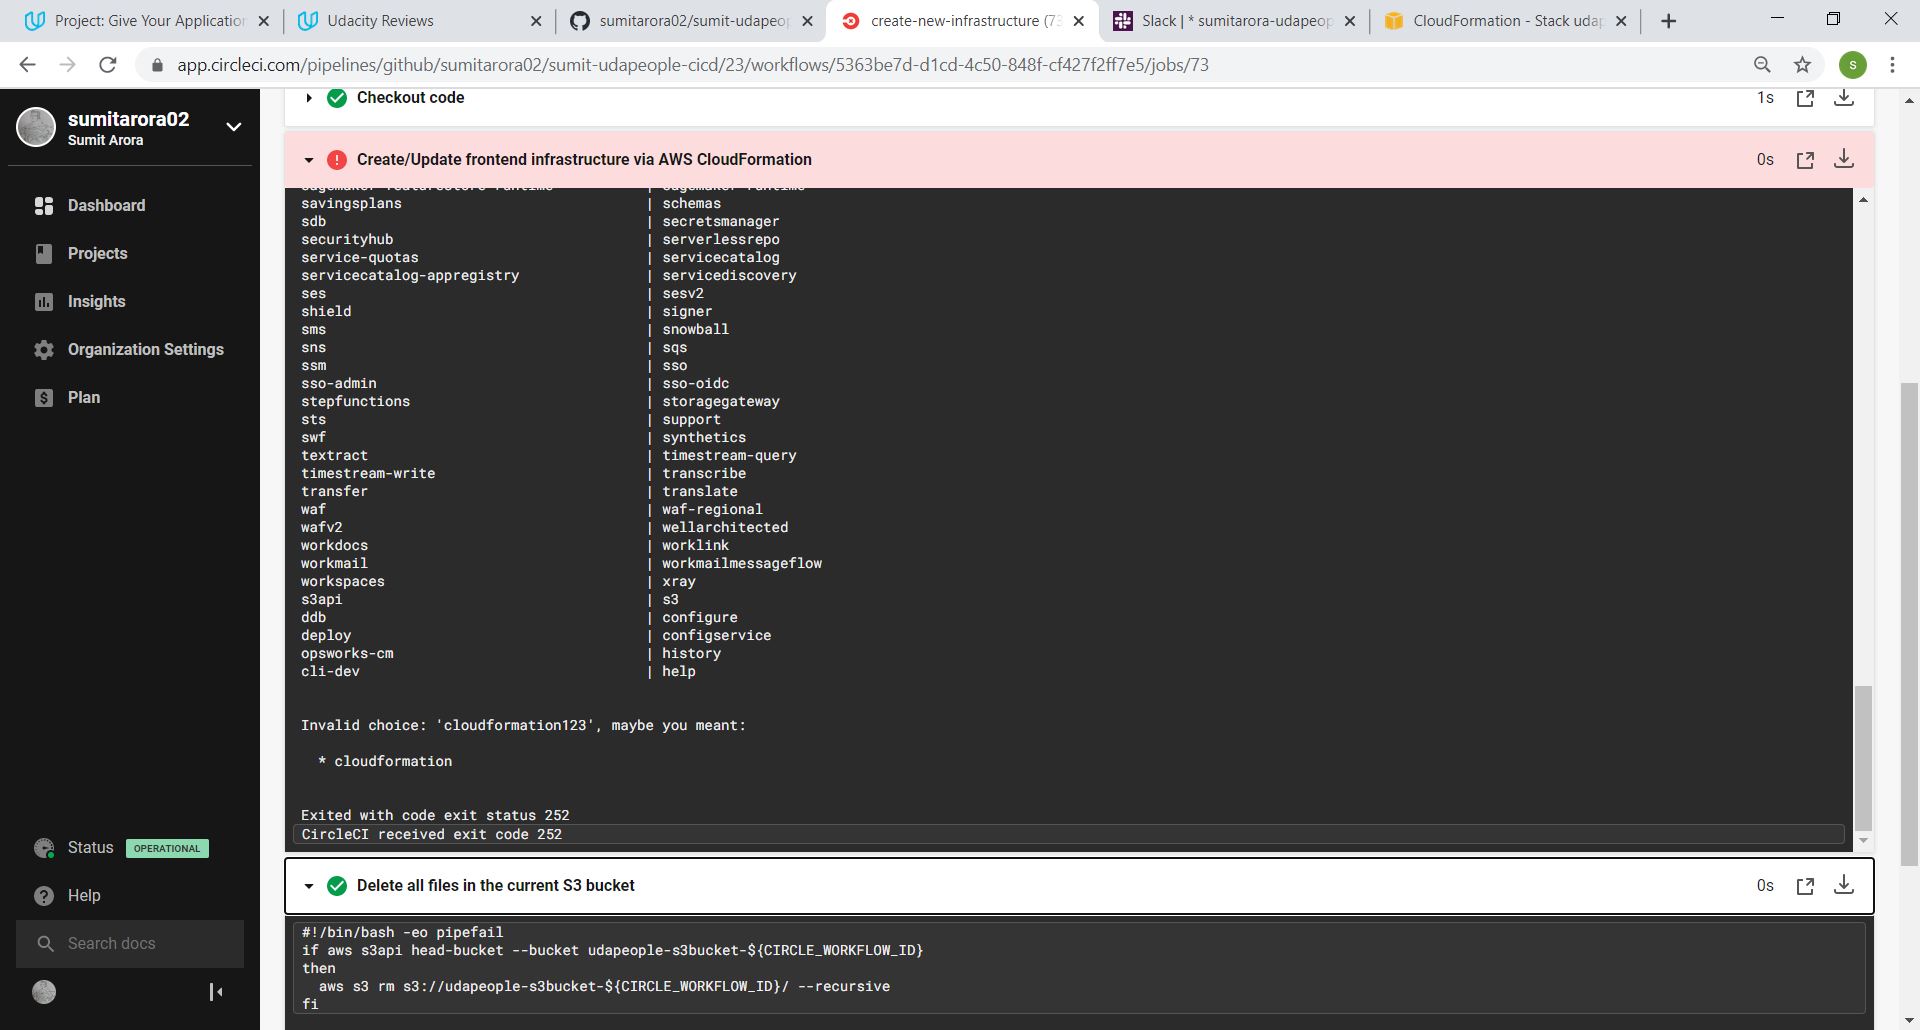 Project: Give Your Application
Udacity Reviews
sumitarora02/sumit-udapeop
create-new-infrastructure (73
Slack | * sumitarora-udapeop
CloudFormation - Stack udap
app.circleci.com/pipelines/github/sumitarora02/sumit-udapeople-cicd/23/workflows/5363be7d-d1cd-4c50-848f-cf427f2ff7e5/jobs/73
s
sumitarora02
Sumit Arora
Dashboard
Projects
Insights
Organization Settings
Plan
Status OPERATIONAL
Help
Search docs
Checkout code 1s
Create/Update frontend infrastructure via AWS CloudFormation 0s
savingsplans | schemas
sdb | secretsmanager
securityhub | serverlessrepo
service-quotas | servicecatalog
servicecatalog-appregistry | servicediscovery
ses | sesv2
shield | signer
sms | snowball
sns | sqs
ssm | sso
sso-admin | sso-oidc
stepfunctions | storagegateway
sts | support
swf | synthetics
textract | timestream-query
timestream-write | transcribe
transfer | translate
waf | waf-regional
wafv2 | wellarchitected
workdocs | worklink
workmail | workmailmessageflow
workspaces | xray
s3api | s3
ddb | configure
deploy | configservice
opsworks-cm | history
cli-dev | help
Invalid choice: 'cloudformation123', maybe you meant:
* cloudformation
Exited with code exit status 252
CircleCI received exit code 252
Delete all files in the current S3 bucket 0s
#!/bin/bash -eo pipefail
if aws s3api head-bucket --bucket udapeople-s3bucket-${CIRCLE_WORKFLOW_ID}
then
aws s3 rm s3://udapeople-s3bucket-${CIRCLE_WORKFLOW_ID}/ --recursive
fi